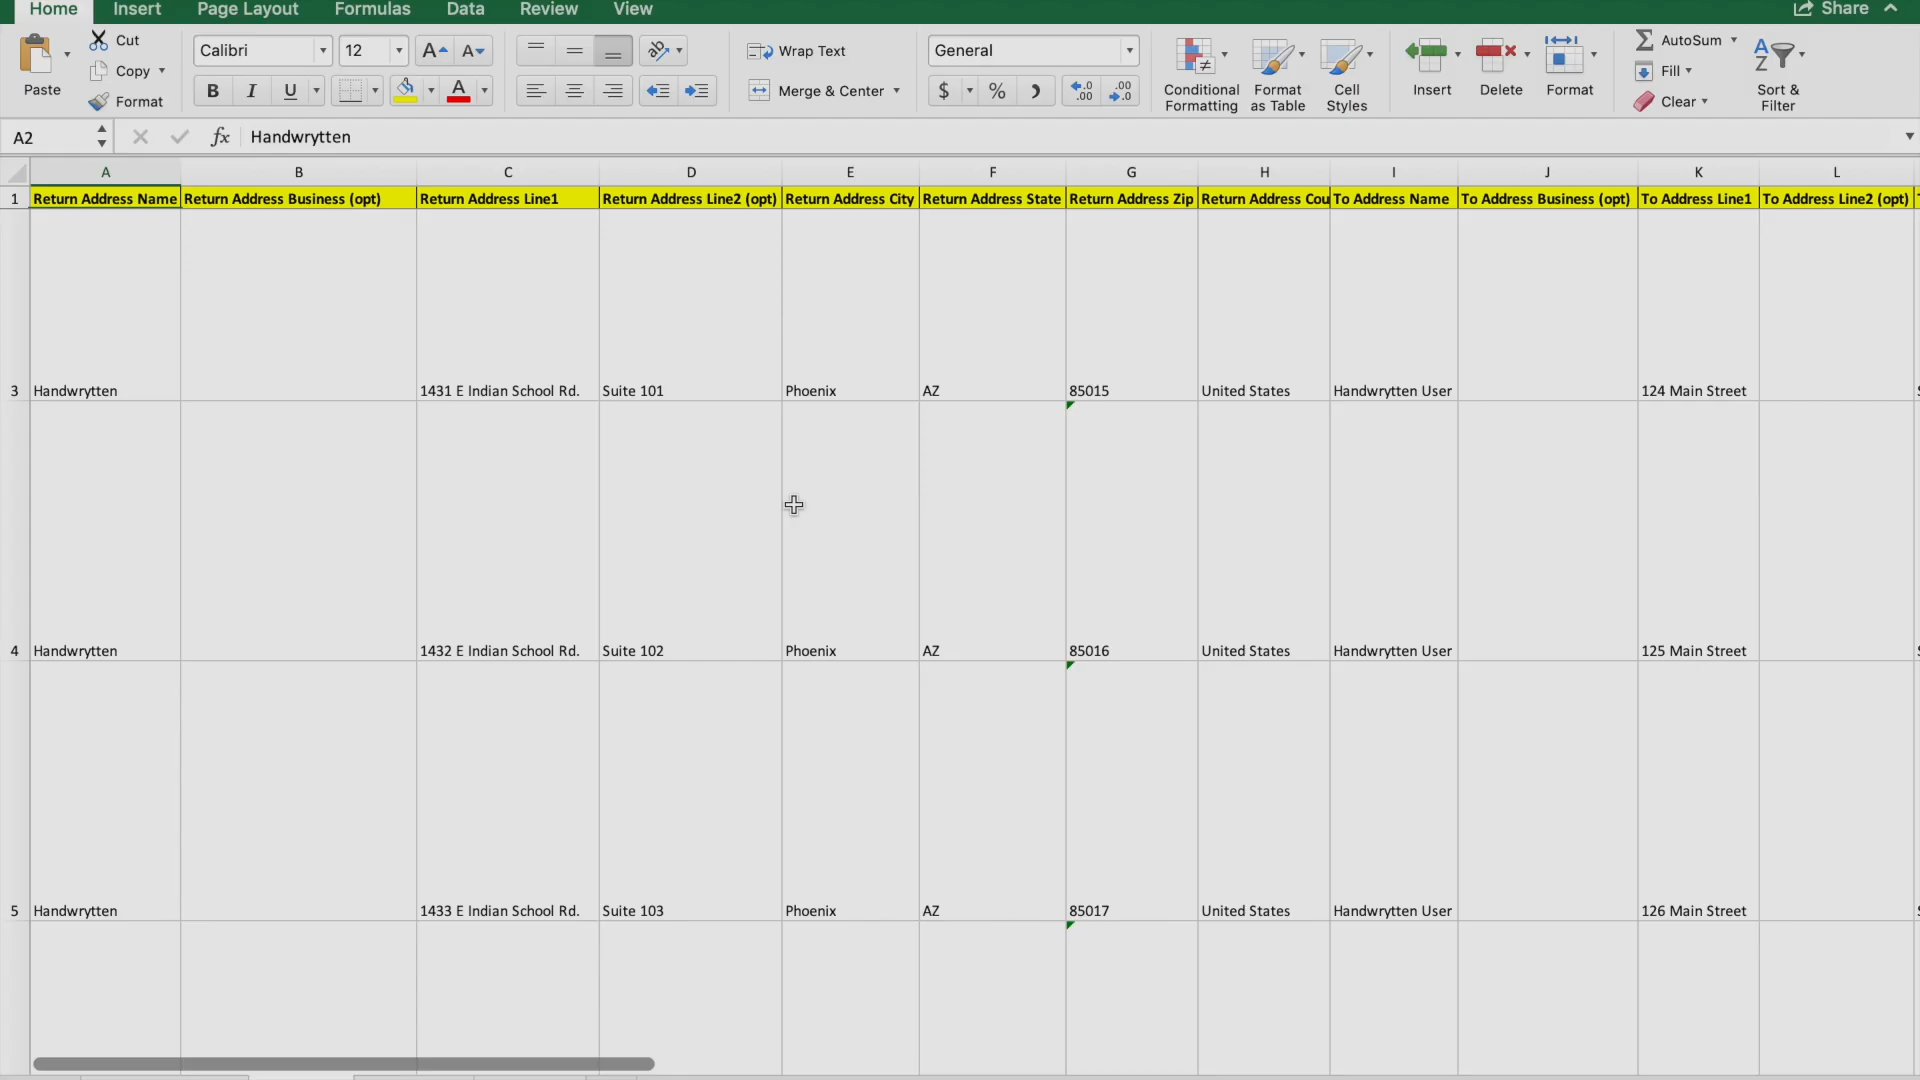 Home Insert Page Layout Formulas Data Review View Share
Paste
Cut
Copy
Format
Calibri 12
B I U A
Wrap Text
Merge & Center
General
$ %
Conditional Formatting
Format as Table
Cell Styles
Insert
Delete
Format
AutoSum
Fill
Clear
Sort & Filter
A2 fx Handwrytten
A B C D E F G H I J K L
1 Return Address Name Return Address Business (opt) Return Address Line1 Return Address Line2 (opt) Return Address City Return Address State Return Address Zip Return Address Cou To Address Name To Address Business (opt) To Address Line1 To Address Line2 (opt)
3 Handwrytten 1431 E Indian School Rd. Suite 101 Phoenix AZ 85015 United States Handwrytten User 124 Main Street
4 Handwrytten 1432 E Indian School Rd. Suite 102 Phoenix AZ 85016 United States Handwrytten User 125 Main Street
5 Handwrytten 1433 E Indian School Rd. Suite 103 Phoenix AZ 85017 United States Handwrytten User 126 Main Street